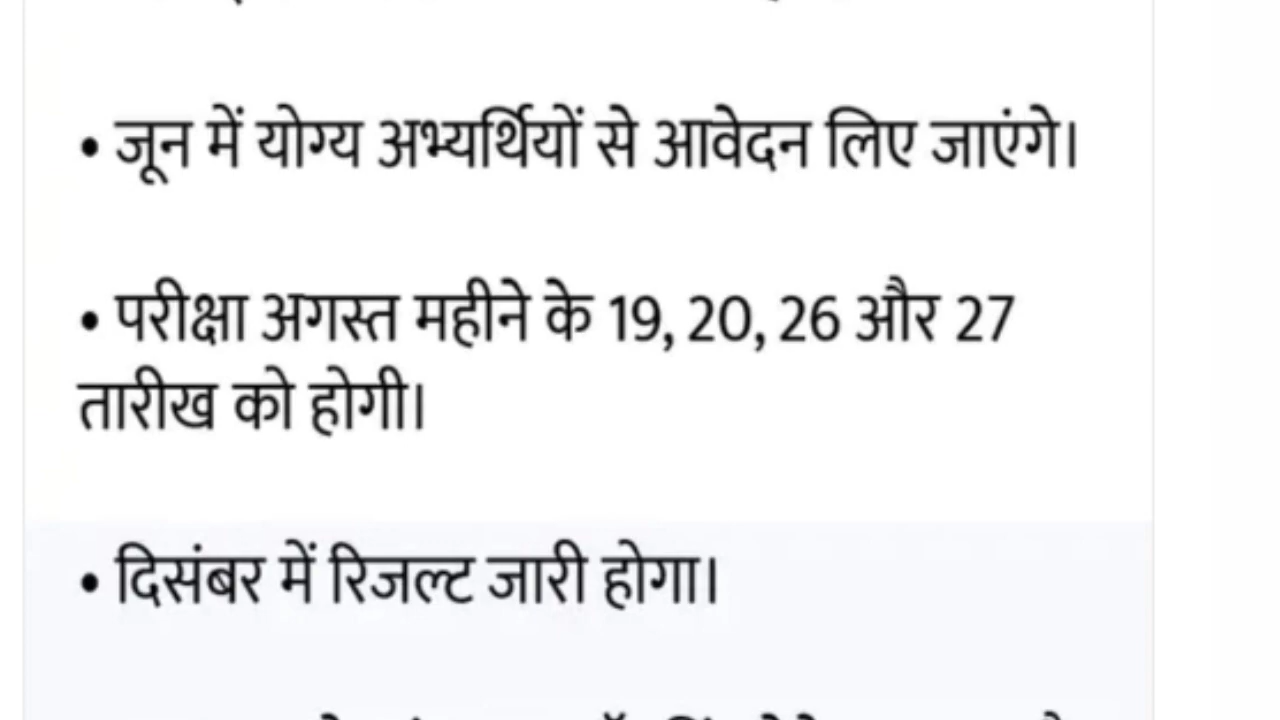 • जून में योग्य अभ्यर्थियों से आवेदन लिए जाएंगे।
• परीक्षा अगस्त महीने के 19, 20, 26 और 27
तारीख को होगी।
• दिसंबर में रिजल्ट जारी होगा।